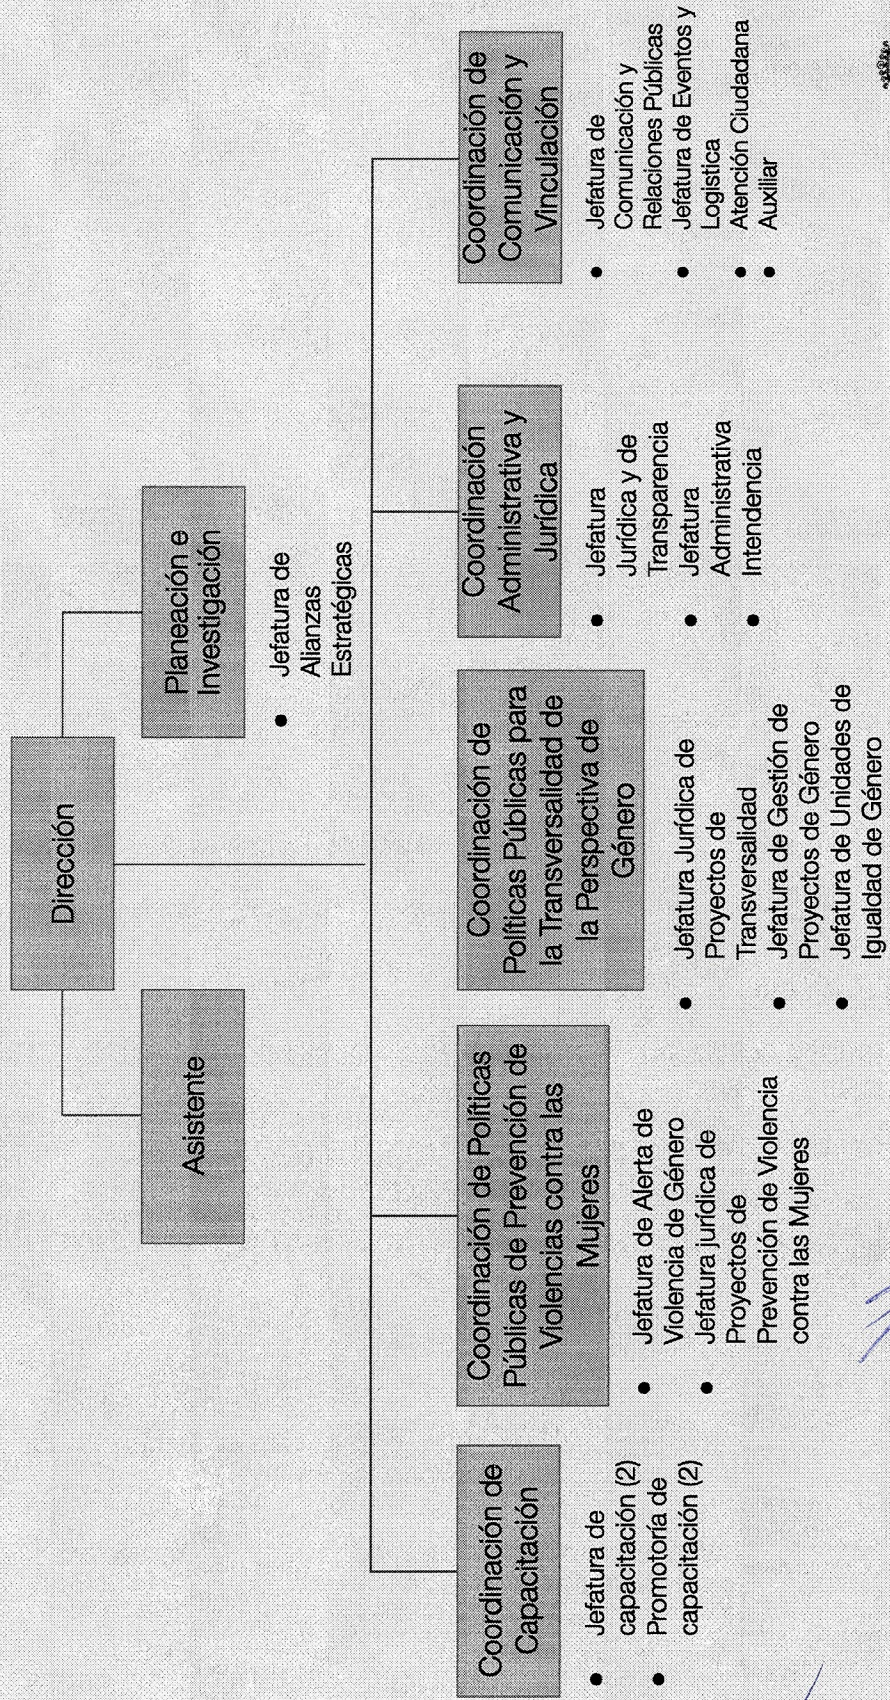 Dirección
Asistente
Planeación e
Investigación
• Jefatura de
Alianzas
Estratégicas
Coordinación de
Capacitación
• Jefatura de
capacitación (2)
• Promotoría de
capacitación (2)
Coordinación de Políticas
Públicas de Prevención de
Violencias contra las
Mujeres
• Jefatura de Alerta de
Violencia de Género
• Jefatura jurídica de
Proyectos de
Prevención de Violencia
contra las Mujeres
Coordinación de
Políticas Públicas para
la Transversalidad de
la Perspectiva de
Género
• Jefatura Jurídica de
Proyectos de
Transversalidad
• Jefatura de Gestión de
Proyectos de Género
• Jefatura de Unidades de
Igualdad de Género
Coordinación
Administrativa y
Jurídica
• Jefatura
Jurídica y de
Transparencia
• Jefatura
Administrativa
• Intendencia
Coordinación de
Comunicación y
Vinculación
• Jefatura de
Comunicación y
Relaciones Públicas
• Jefatura de Eventos y
Logística
• Atención Ciudadana
• Auxiliar